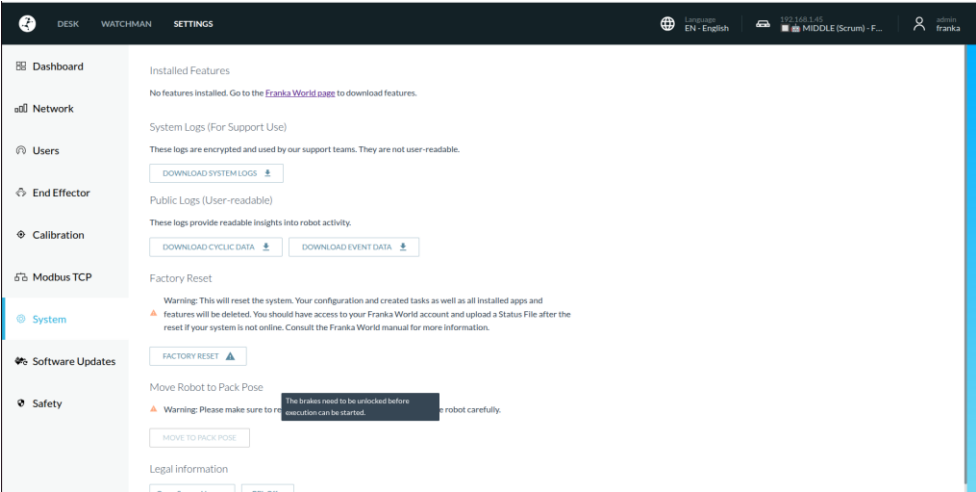 DESK WATCHMAN SETTINGS
Language
EN - English
192.168.1.45
MIDDLE (Scrum) - F...
admin
franka
Dashboard
Network
Users
End Effector
Calibration
Modbus TCP
System
Software Updates
Safety
Installed Features
No features installed. Go to the Franka World page to download features.
System Logs (For Support Use)
These logs are encrypted and used by our support teams. They are not user-readable.
DOWNLOAD SYSTEM LOGS
Public Logs (User-readable)
These logs provide readable insights into robot activity.
DOWNLOAD CYCLIC DATA DOWNLOAD EVENT DATA
Factory Reset
Warning: This will reset the system. Your configuration and created tasks as well as all installed apps and
features will be deleted. You should have access to your Franka World account and upload a Status File after the
reset if your system is not online. Consult the Franka World manual for more information.
FACTORY RESET
Move Robot to Pack Pose
The brakes need to be unlocked before
execution can be started.
Warning: Please make sure to re e robot carefully.
MOVE TO PACK POSE
Legal information